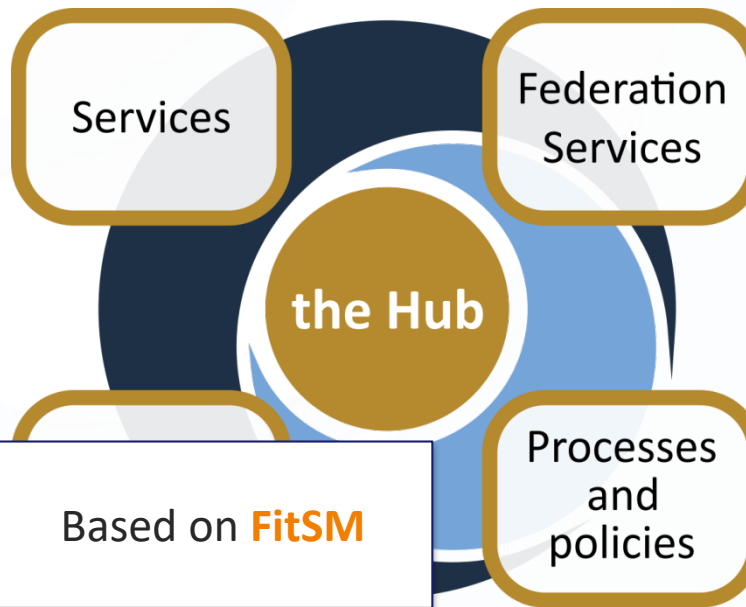 Services
Federation
Services
the Hub
Processes
and
policies
Based on FitSM